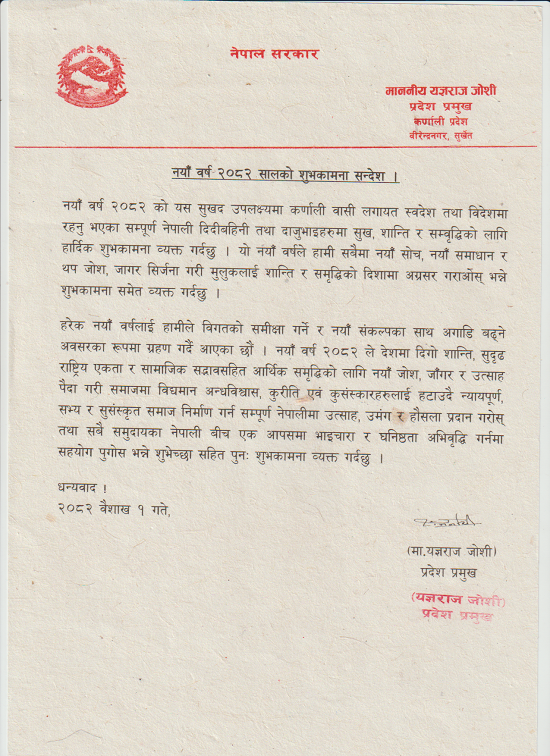 नेपाल सरकार
माननीय यज्ञराज जोशी
प्रदेश प्रमुख
कर्णाली प्रदेश
वीरेन्द्रनगर, सुर्खेत
नयाँ वर्ष २०८२ सालको शुभकामना सन्देश ।
नयाँ वर्ष २०८२ को यस सुखद उपलक्ष्यमा कर्णाली वासी लगायत स्वदेश तथा विदेशमा
रहनु भएका सम्पूर्ण नेपाली दिदीवहिनी तथा दाजुभाइहरुमा सुख, शान्ति र सम्वृद्धिको लागि
हार्दिक शुभकामना व्यक्त गर्दछु । यो नयाँ वर्षले हामी सबैमा नयाँ सोच, नयाँ समाधान र
थप जोश, जागर सिर्जना गरी मुलुकलाई शान्ति र समृद्धिको दिशामा अग्रसर गराओस् भन्ने
शुभकामना समेत व्यक्त गर्दछु ।
हरेक नयाँ वर्षलाई हामीले विगतको समीक्षा गर्ने र नयाँ संकल्पका साथ अगाडि बढ्ने
अवसरका रूपमा ग्रहण गर्दै आएका छौं । नयाँ वर्ष २०८२ ले देशमा दिगो शान्ति, सुदृढ
राष्ट्रिय एकता र सामाजिक सद्भावसहित आर्थिक समृद्धिको लागि नयाँ जोश, जाँगर र उत्साह
पैदा गरी समाजमा विद्यमान अन्धविश्वास, कुरीति एवं कुसंस्कारहरुलाई हटाउदै न्यायपूर्ण,
सभ्य र सुसंस्कृत समाज निर्माण गर्न सम्पूर्ण नेपालीमा उत्साह, उमंग र हौसला प्रदान गरोस्
तथा सबै समुदायका नेपाली बीच एक आपसमा भाइचारा र घनिष्ठता अभिवृद्धि गर्नमा
सहयोग पुगोस भन्ने शुभेच्छा सहित पुनः शुभकामना व्यक्त गर्दछु ।
धन्यवाद !
२०८२ वैशाख १ गते,
(मा.यज्ञराज जोशी)
प्रदेश प्रमुख
(यज्ञराज जोशी)
प्रदेश प्रमुख